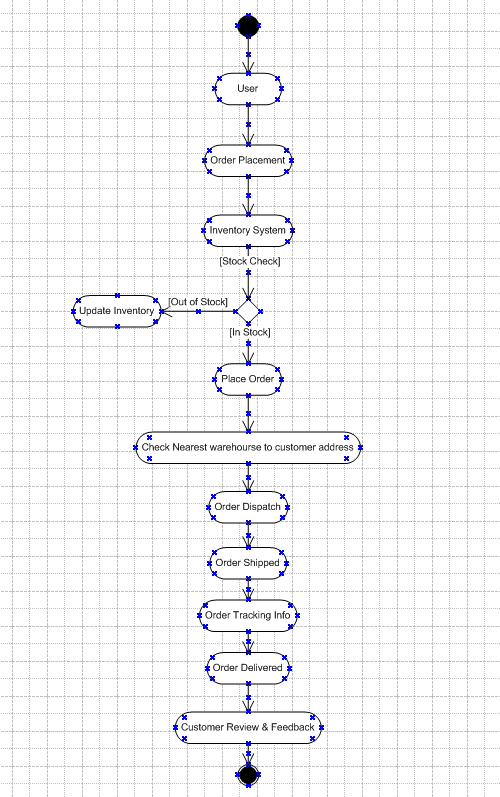 User
Order Placement
Inventory System
[Stock Check]
[Out of Stock]
Update Inventory
[In Stock]
Place Order
Check Nearest warehourse to customer address
Order Dispatch
Order Shipped
Order Tracking Info
Order Delivered
Customer Review & Feedback